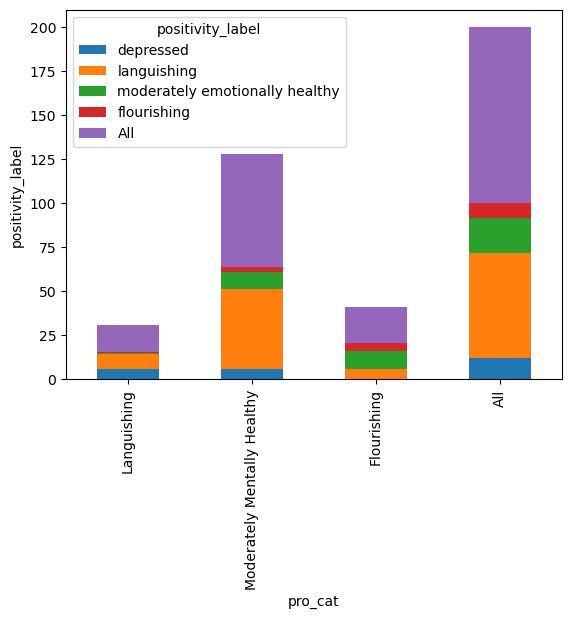 positivity_label
depressed
languishing
moderately emotionally healthy
flourishing
All
positivity_label
200
175
150
125
100
75
50
25
0
Languishing
Moderately Mentally Healthy
Flourishing
All
pro_cat